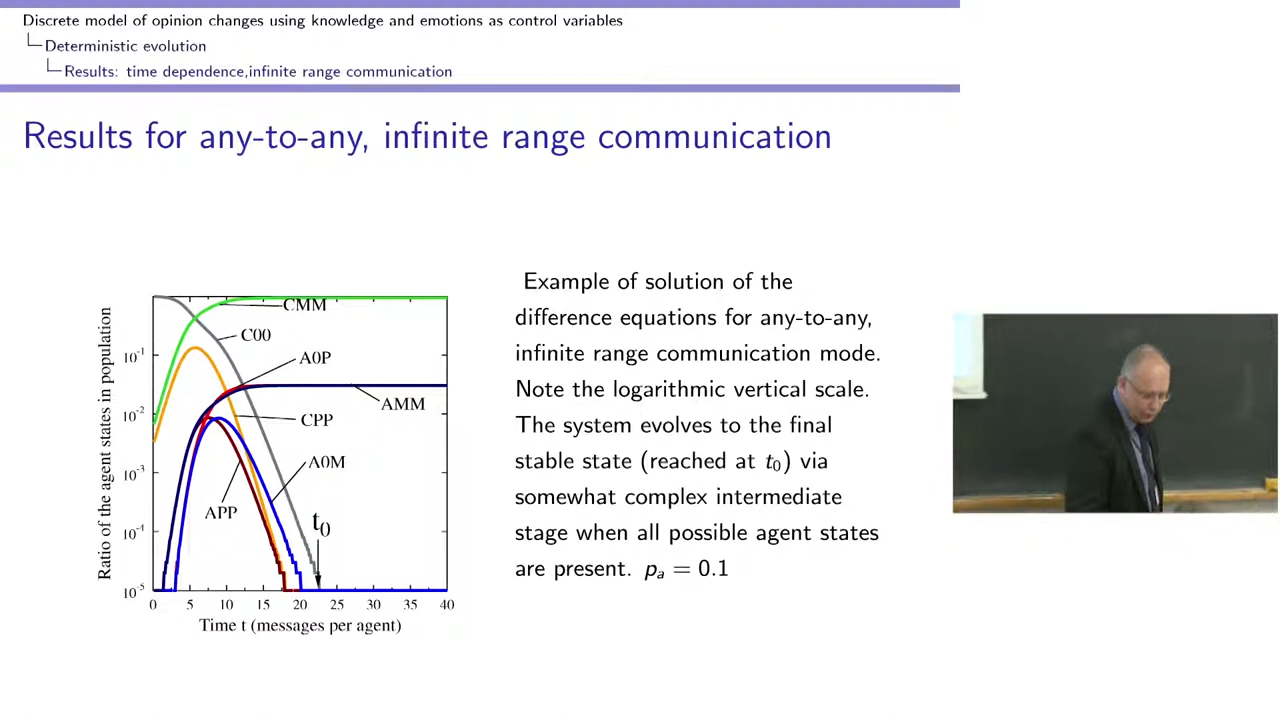 Discrete model of opinion changes using knowledge and emotions as control variables
Deterministic evolution
Results: time dependence,infinite range communication
Results for any-to-any, infinite range communication
Example of solution of the
difference equations for any-to-any,
infinite range communication mode.
Note the logarithmic vertical scale.
The system evolves to the final
stable state (reached at t₀) via
somewhat complex intermediate
stage when all possible agent states
are present. pₐ = 0.1
Ratio of the agent states in population
10⁻¹
10⁻²
10⁻³
10⁻⁴
10⁻⁵
CMM
C00
A0P
AMM
CPP
A0M
APP
t₀
0 5 10 15 20 25 30 35 40
Time t (messages per agent)